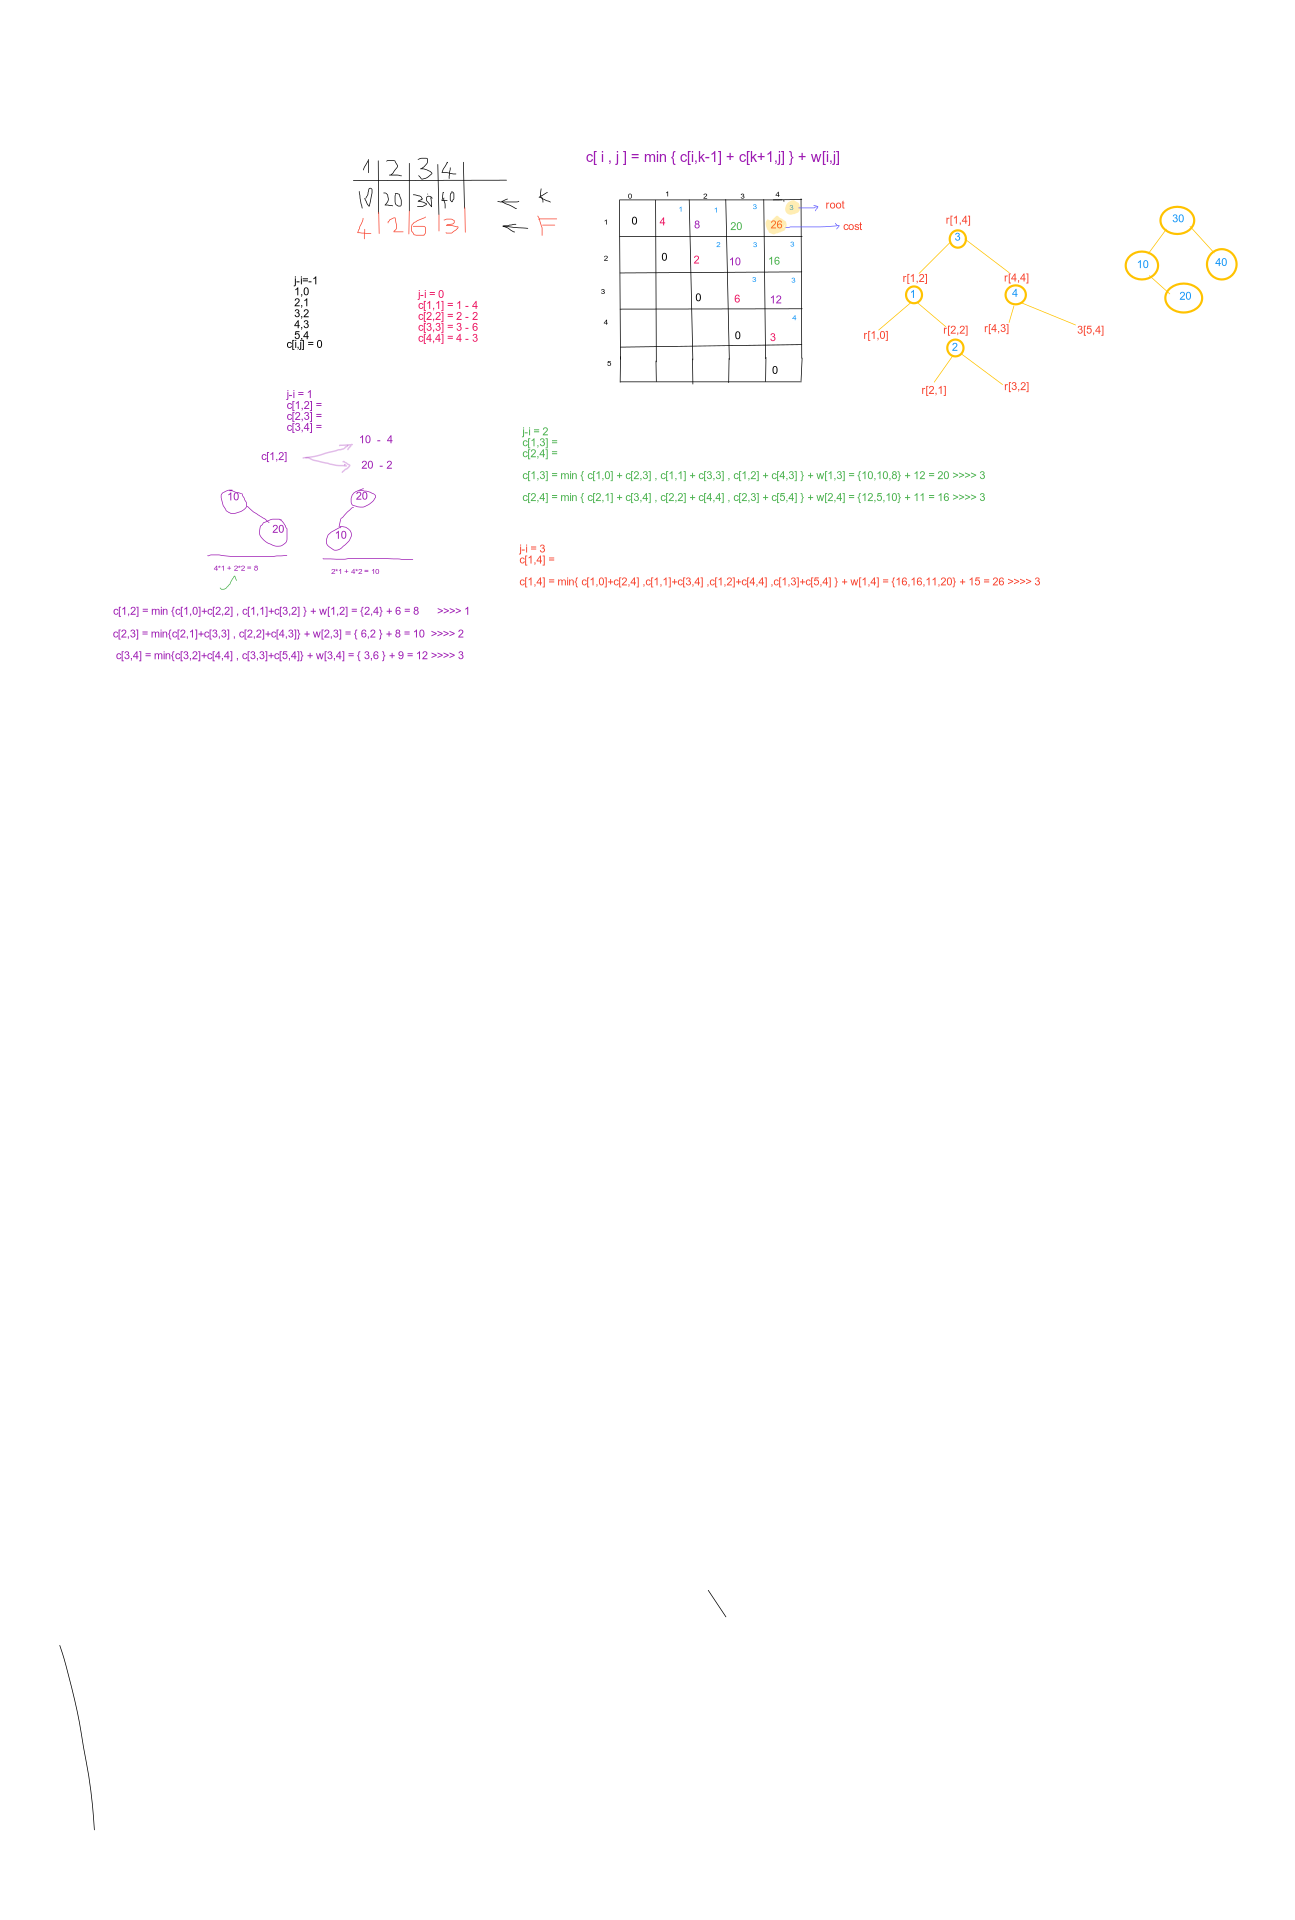 c[ i , j ] = min { c[i,k-1] + c[k+1,j] } + w[i,j]
1 2 3 4
10 20 30 40 K
4 2 6 3 F
j-i=-1
1,0
2,1
3,2
4,3
5,4
c[i,j] = 0
j-i = 0
c[1,1] = 1 - 4
c[2,2] = 2 - 2
c[3,3] = 3 - 6
c[4,4] = 4 - 3
0 1 2 3 4
1 1 3 3 root
1 0 4 8 20 26 cost
2 3 3
2 0 2 10 16
3 3
3 0 6 12
4
4 0 3
5 0
r[1,4]
3
r[1,2] r[4,4]
1 4
r[1,0] r[2,2] r[4,3] 3[5,4]
2
r[2,1] r[3,2]
30
10 40
20
j-i = 1
c[1,2] =
c[2,3] =
c[3,4] =
10 - 4
c[1,2]
20 - 2
10 20
20 10
4*1 + 2*2 = 8 2*1 + 4*2 = 10
c[1,2] = min {c[1,0]+c[2,2] , c[1,1]+c[3,2] } + w[1,2] = {2,4} + 6 = 8 >>>> 1
c[2,3] = min{c[2,1]+c[3,3] , c[2,2]+c[4,3]} + w[2,3] = { 6,2 } + 8 = 10 >>>> 2
c[3,4] = min{c[3,2]+c[4,4] , c[3,3]+c[5,4]} + w[3,4] = { 3,6 } + 9 = 12 >>>> 3
j-i = 2
c[1,3] =
c[2,4] =
c[1,3] = min { c[1,0] + c[2,3] , c[1,1] + c[3,3] , c[1,2] + c[4,3] } + w[1,3] = {10,10,8} + 12 = 20 >>>> 3
c[2,4] = min { c[2,1] + c[3,4] , c[2,2] + c[4,4] , c[2,3] + c[5,4] } + w[2,4] = {12,5,10} + 11 = 16 >>>> 3
j-i = 3
c[1,4] =
c[1,4] = min{ c[1,0]+c[2,4] ,c[1,1]+c[3,4] ,c[1,2]+c[4,4] ,c[1,3]+c[5,4] } + w[1,4] = {16,16,11,20} + 15 = 26 >>>> 3